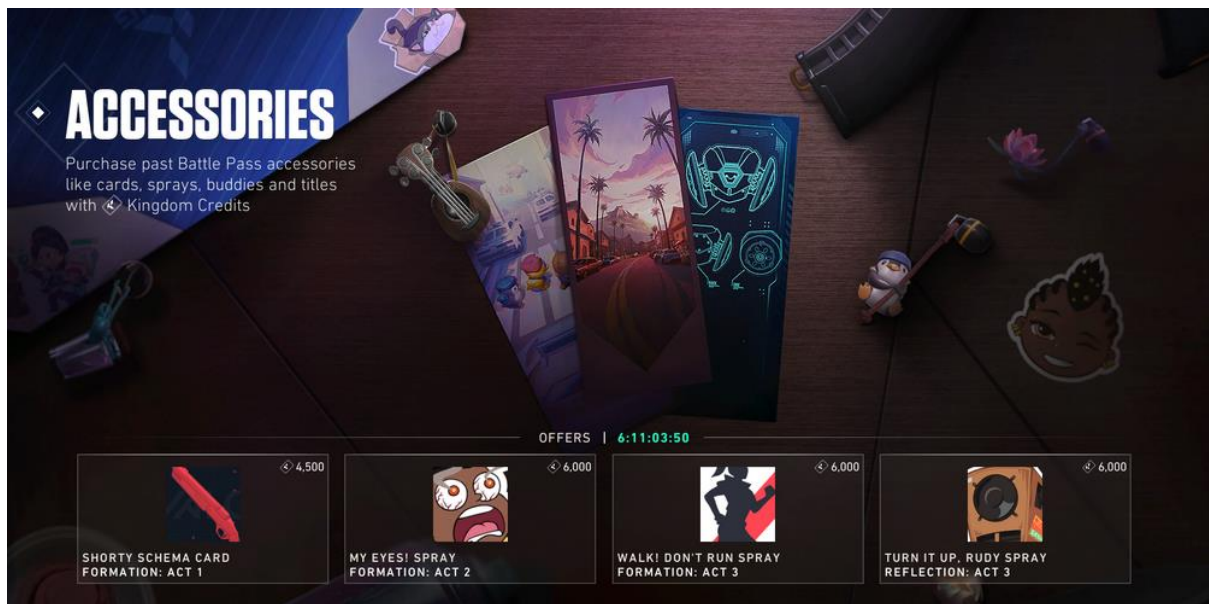 ACCESSORIES
Purchase past Battle Pass accessories
like cards, sprays, buddies and titles
with Kingdom Credits
OFFERS | 6:11:03:50
4,500
SHORTY SCHEMA CARD
FORMATION: ACT 1
6,000
MY EYES! SPRAY
FORMATION: ACT 2
6,000
WALK! DON'T RUN SPRAY
FORMATION: ACT 3
6,000
TURN IT UP, RUDY SPRAY
REFLECTION: ACT 3